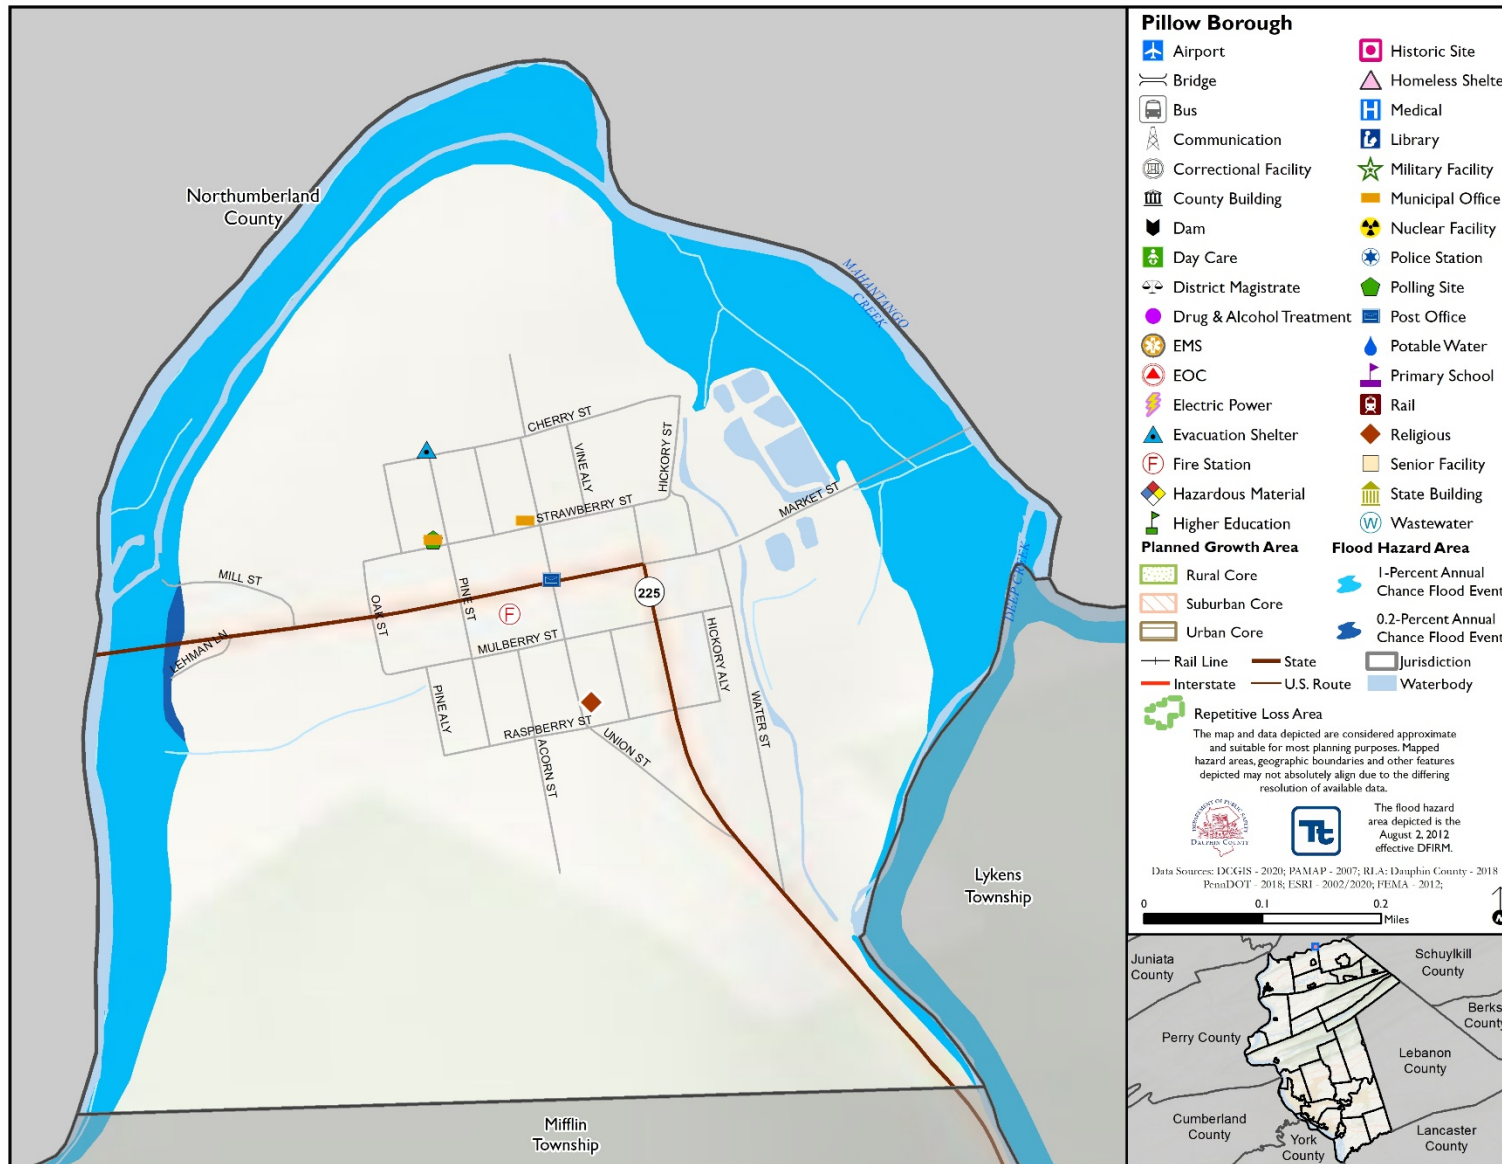 Northumberland
County
MAHANTANGO
CREEK
CHERRY ST
VINE ALY
HICKORY ST
STRAWBERRY ST
MARKET ST
MILL ST
OAK ST
PINE ST
F
225
LEHMAN LN
MULBERRY ST
HICKORY ALY
DEEP CREEK
PINE ALY
RASPBERRY ST
UNION ST
WATER ST
ACORN ST
Lykens
Township
Mifflin
Township
Pillow Borough
Airport
Bridge
Bus
Communication
Correctional Facility
County Building
Dam
Day Care
District Magistrate
Drug & Alcohol Treatment
EMS
EOC
Electric Power
Evacuation Shelter
F Fire Station
Hazardous Material
Higher Education
Historic Site
Homeless Shelte
H Medical
Library
Military Facility
Municipal Office
Nuclear Facility
Police Station
Polling Site
Post Office
Potable Water
Primary School
Rail
Religious
Senior Facility
State Building
W Wastewater
Planned Growth Area
Rural Core
Suburban Core
Urban Core
Flood Hazard Area
1-Percent Annual
Chance Flood Event
0.2-Percent Annual
Chance Flood Event
Rail Line State Jurisdiction
Interstate U.S. Route Waterbody
Repetitive Loss Area
The map and data depicted are considered approximate
and suitable for most planning purposes. Mapped
hazard areas, geographic boundaries and other features
depicted may not absolutely align due to the differing
resolution of available data.
DEPARTMENT OF PUBLIC SAFETY
DAUPHIN COUNTY
Tt
The flood hazard
area depicted is the
August 2, 2012
effective DFIRM.
Data Sources: DCGIS - 2020; PAMAP - 2007; RLA: Dauphin County - 2018
PennDOT - 2018; ESRI - 2002/2020; FEMA - 2012;
0 0.1 0.2
Miles
N
Juniata
County
Schuylkill
County
Berks
County
Perry County
Lebanon
County
Cumberland
County
York
County
Lancaster
County